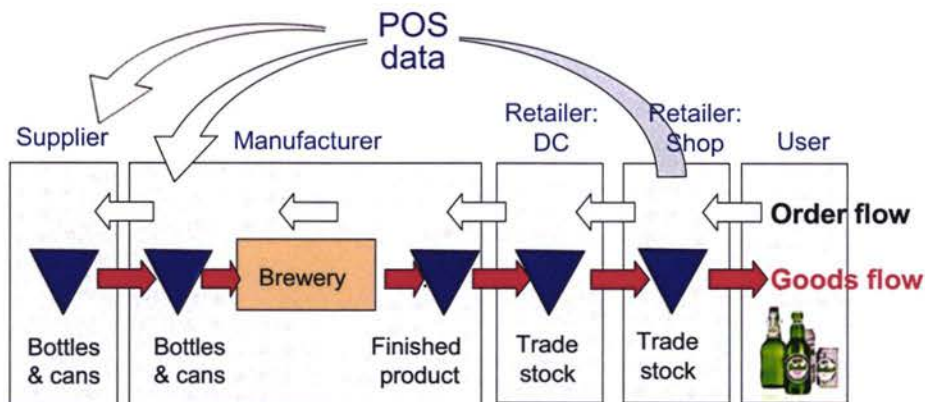 POS
data
Supplier
Manufacturer
Retailer:
DC
Retailer:
Shop
User
Order flow
Brewery
Goods flow
Bottles
& cans
Bottles
& cans
Finished
product
Trade
stock
Trade
stock